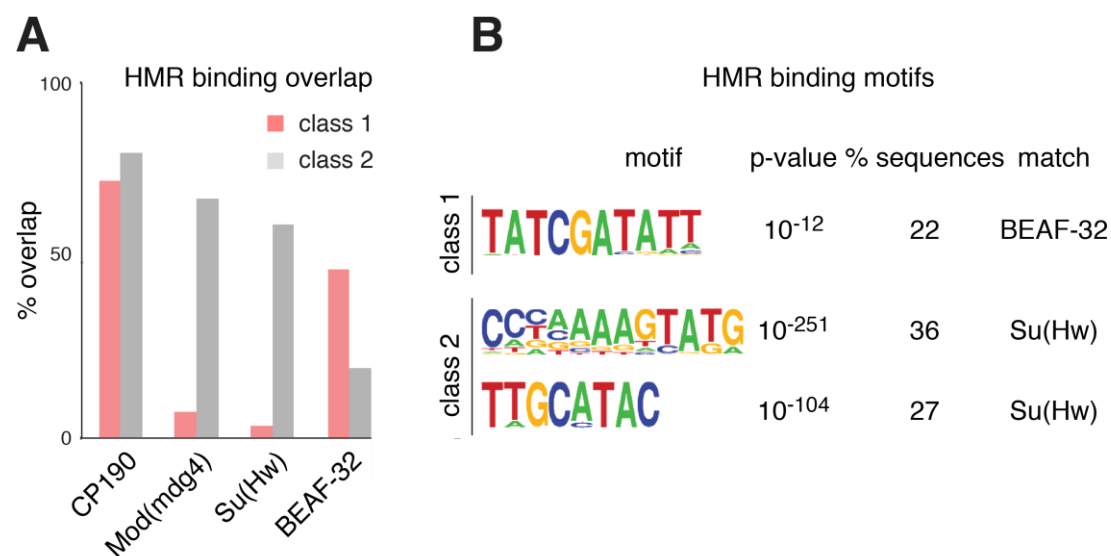 A
HMR binding overlap
class 1
class 2
% overlap
100
50
0
CP190
Mod(mdg4)
Su(Hw)
BEAF-32
B
HMR binding motifs
motif p-value % sequences match
class 1
TATCGATATT 10-12 22 BEAF-32
class 2
CCCAAAAGTATG 10-251 36 Su(Hw)
TTGCATAC 10-104 27 Su(Hw)